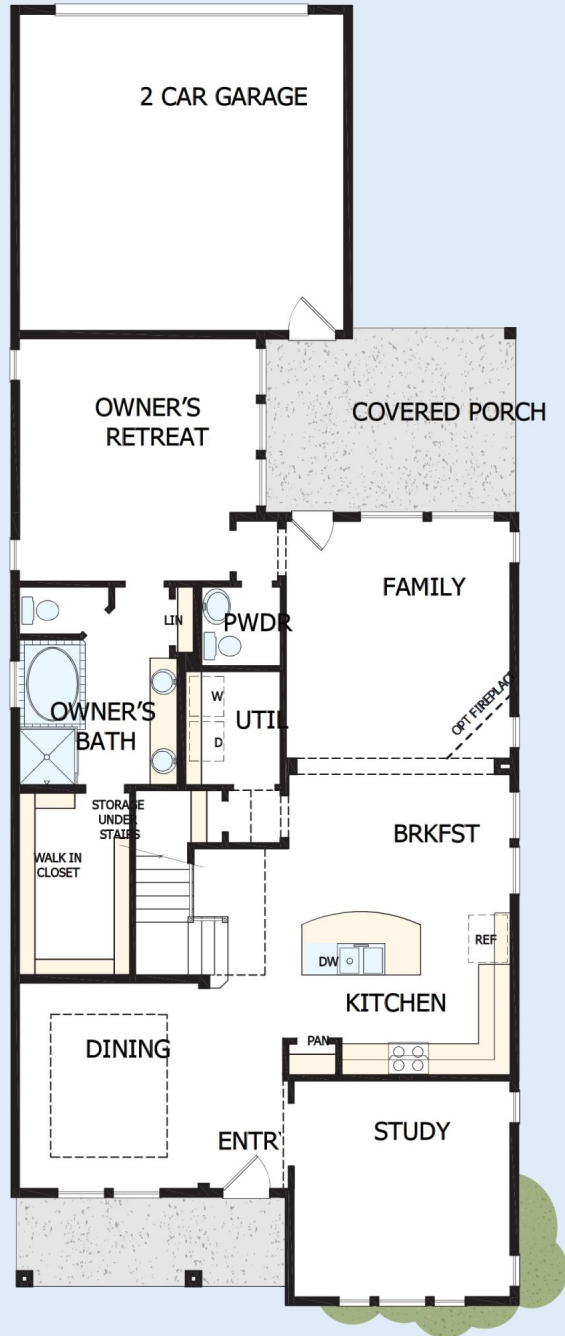 2 CAR GARAGE
OWNER'S
RETREAT
COVERED PORCH
FAMILY
LIN
PWDR
OPT FIREPLACE
W
D
UTIL
OWNER'S
BATH
STORAGE
UNDER
STAIRS
BRKFST
WALK IN
CLOSET
REF
DW
KITCHEN
PAN
DINING
ENTRY
STUDY